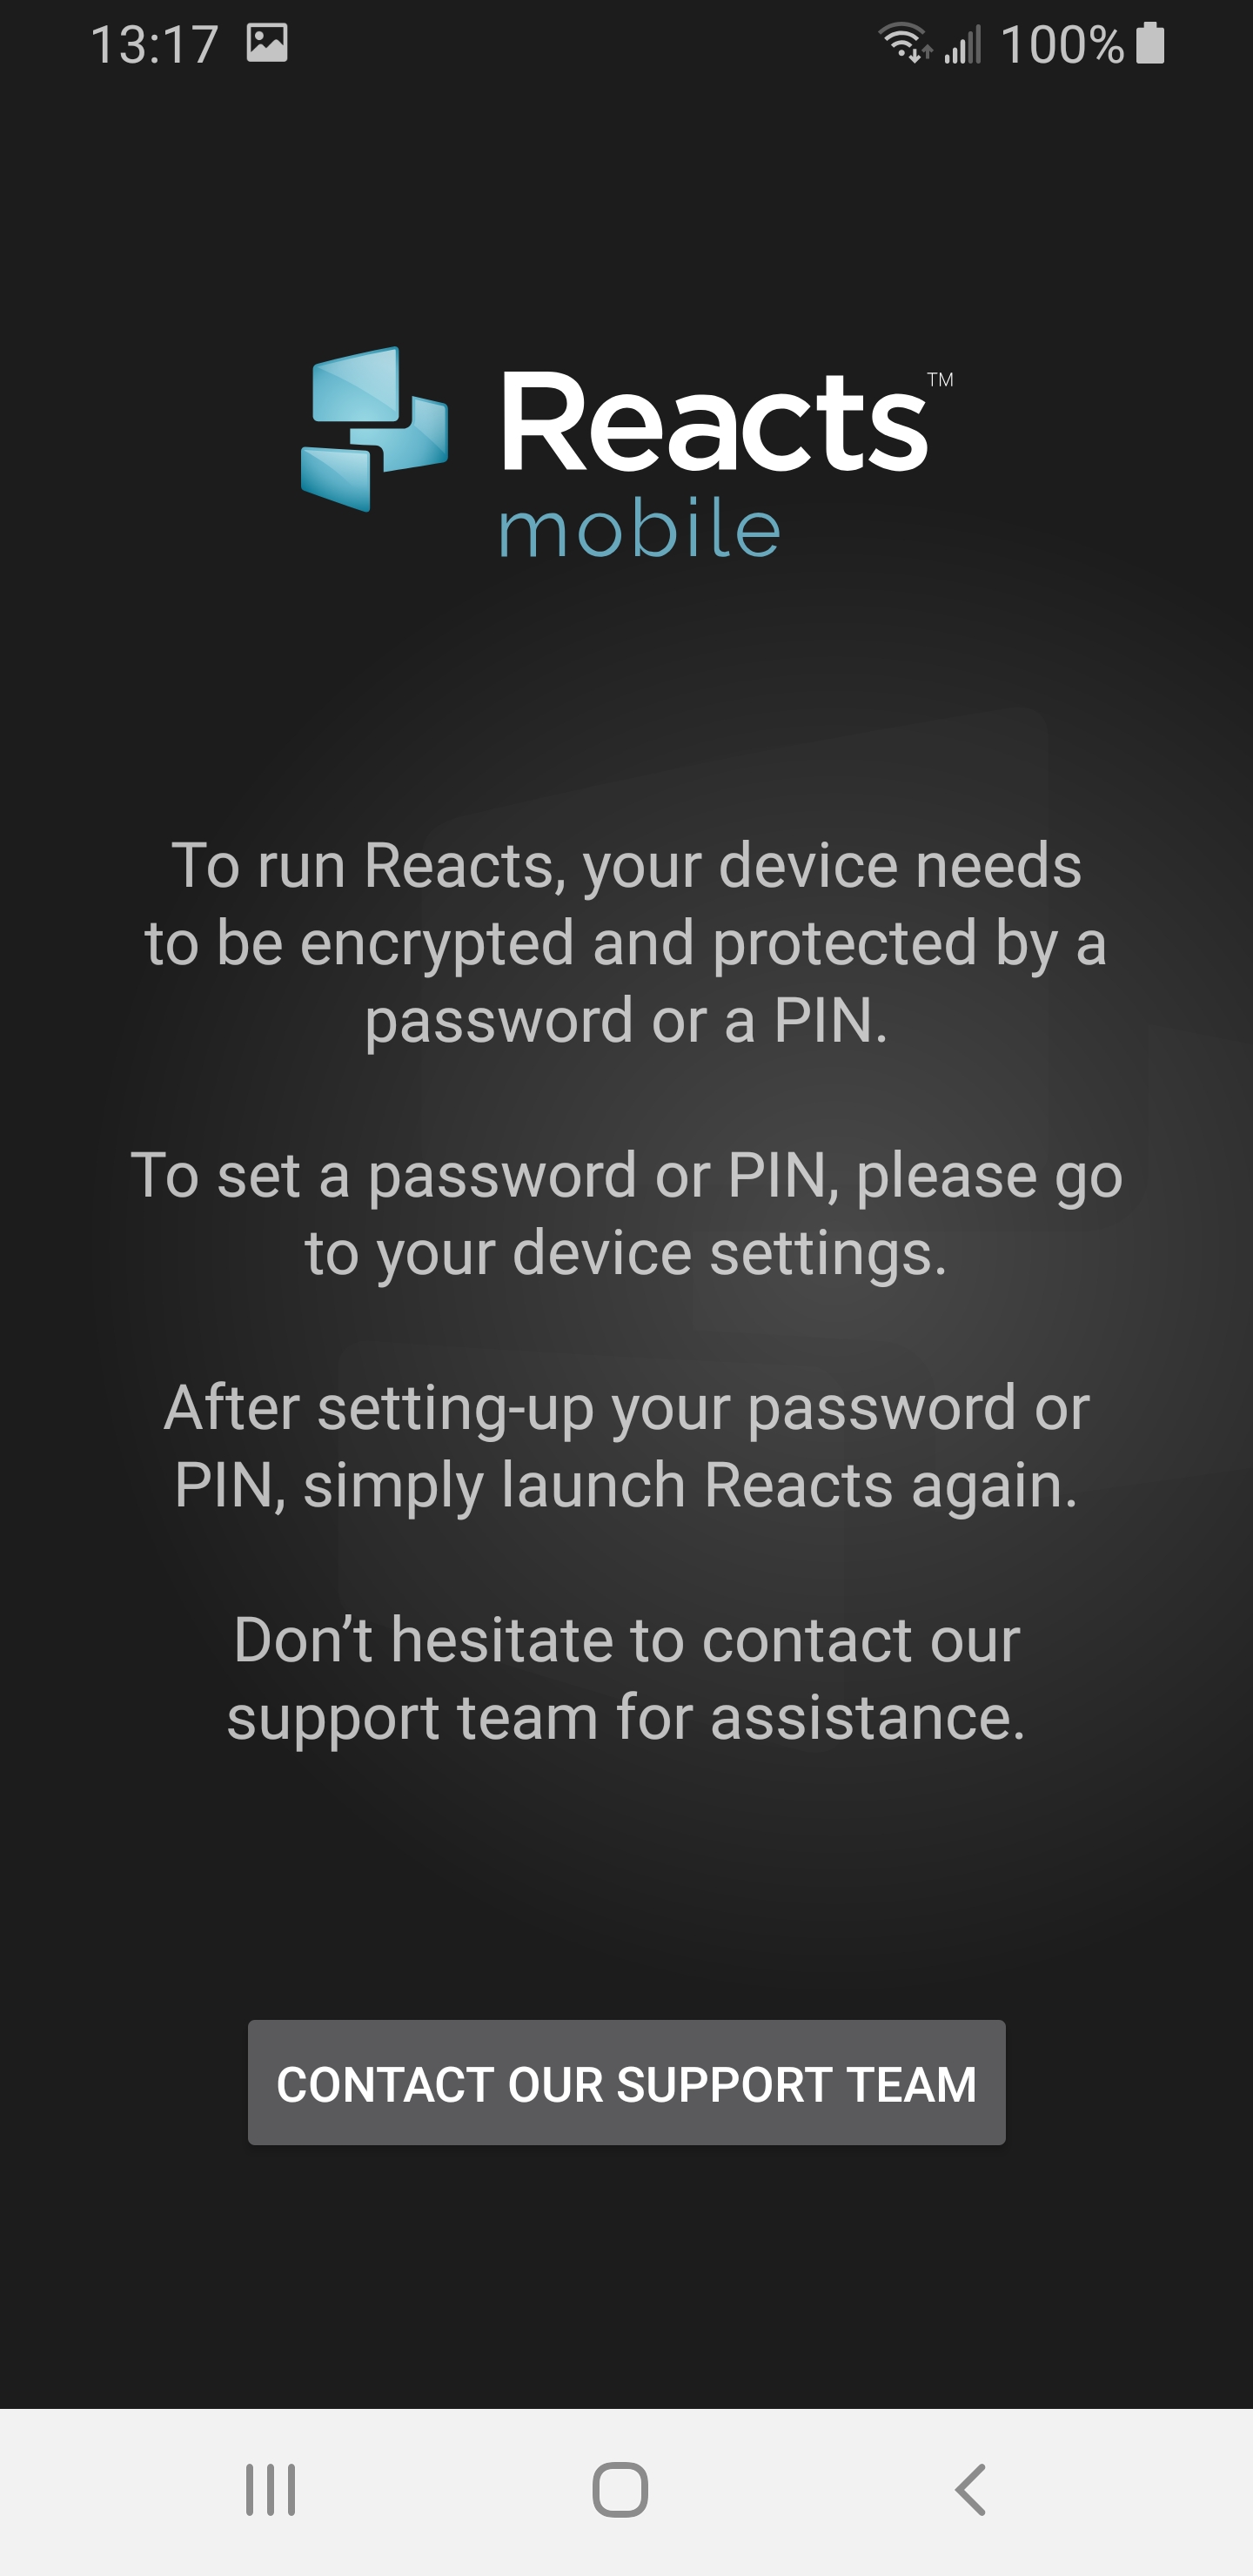 13:17
100%
Reacts™
mobile
To run Reacts, your device needs
to be encrypted and protected by a
password or a PIN.
To set a password or PIN, please go
to your device settings.
After setting-up your password or
PIN, simply launch Reacts again.
Don’t hesitate to contact our
support team for assistance.
CONTACT OUR SUPPORT TEAM